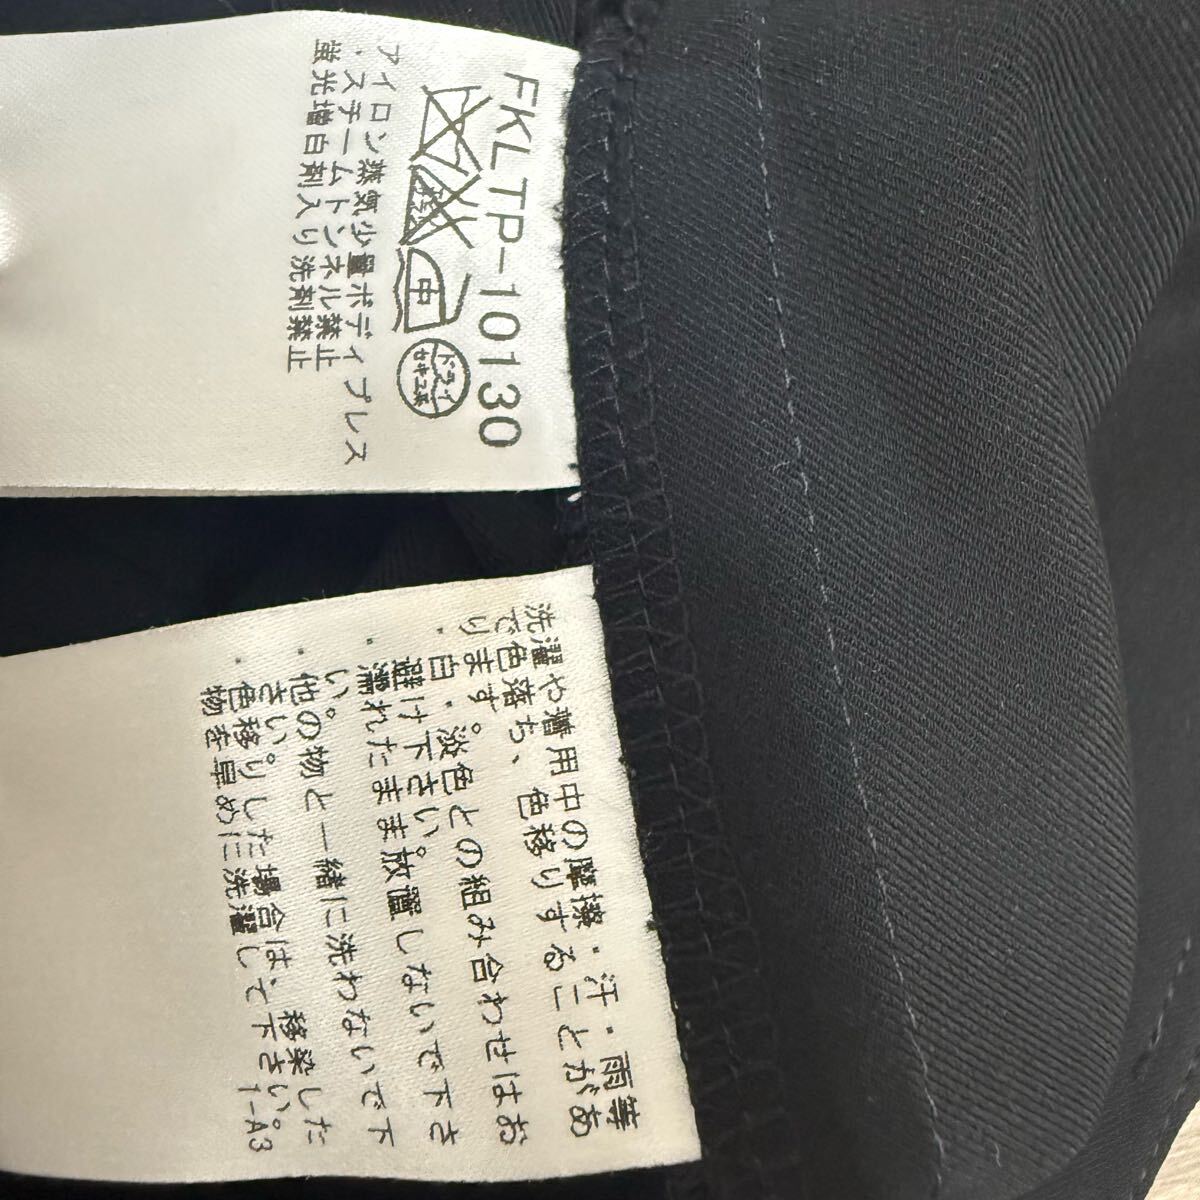 FKLTP-10130
中
ドライ
セキユ系
アイロン蒸気少量ボディプレス
・スチームトンネル禁止
蛍光増白剤入り洗剤禁止
洗濯や着用中の摩擦・汗・雨等
で色落ち、色移りすることがあ
ります。
・白・淡色との組み合わせはお
避け下さい。
・濡れたまま放置しないで下さ
い。
・他の物と一緒に洗わないで下
さい。
・色移りした場合は、移染した
物を早めに洗濯して下さい。
1-A3